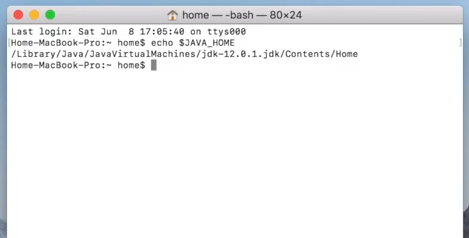 home — -bash — 80×24
Last login: Sat Jun  8 17:05:40 on ttys000
[Home-MacBook-Pro:~ home$ echo $JAVA_HOME ]
/Library/Java/JavaVirtualMachines/jdk-12.0.1.jdk/Contents/Home
Home-MacBook-Pro:~ home$